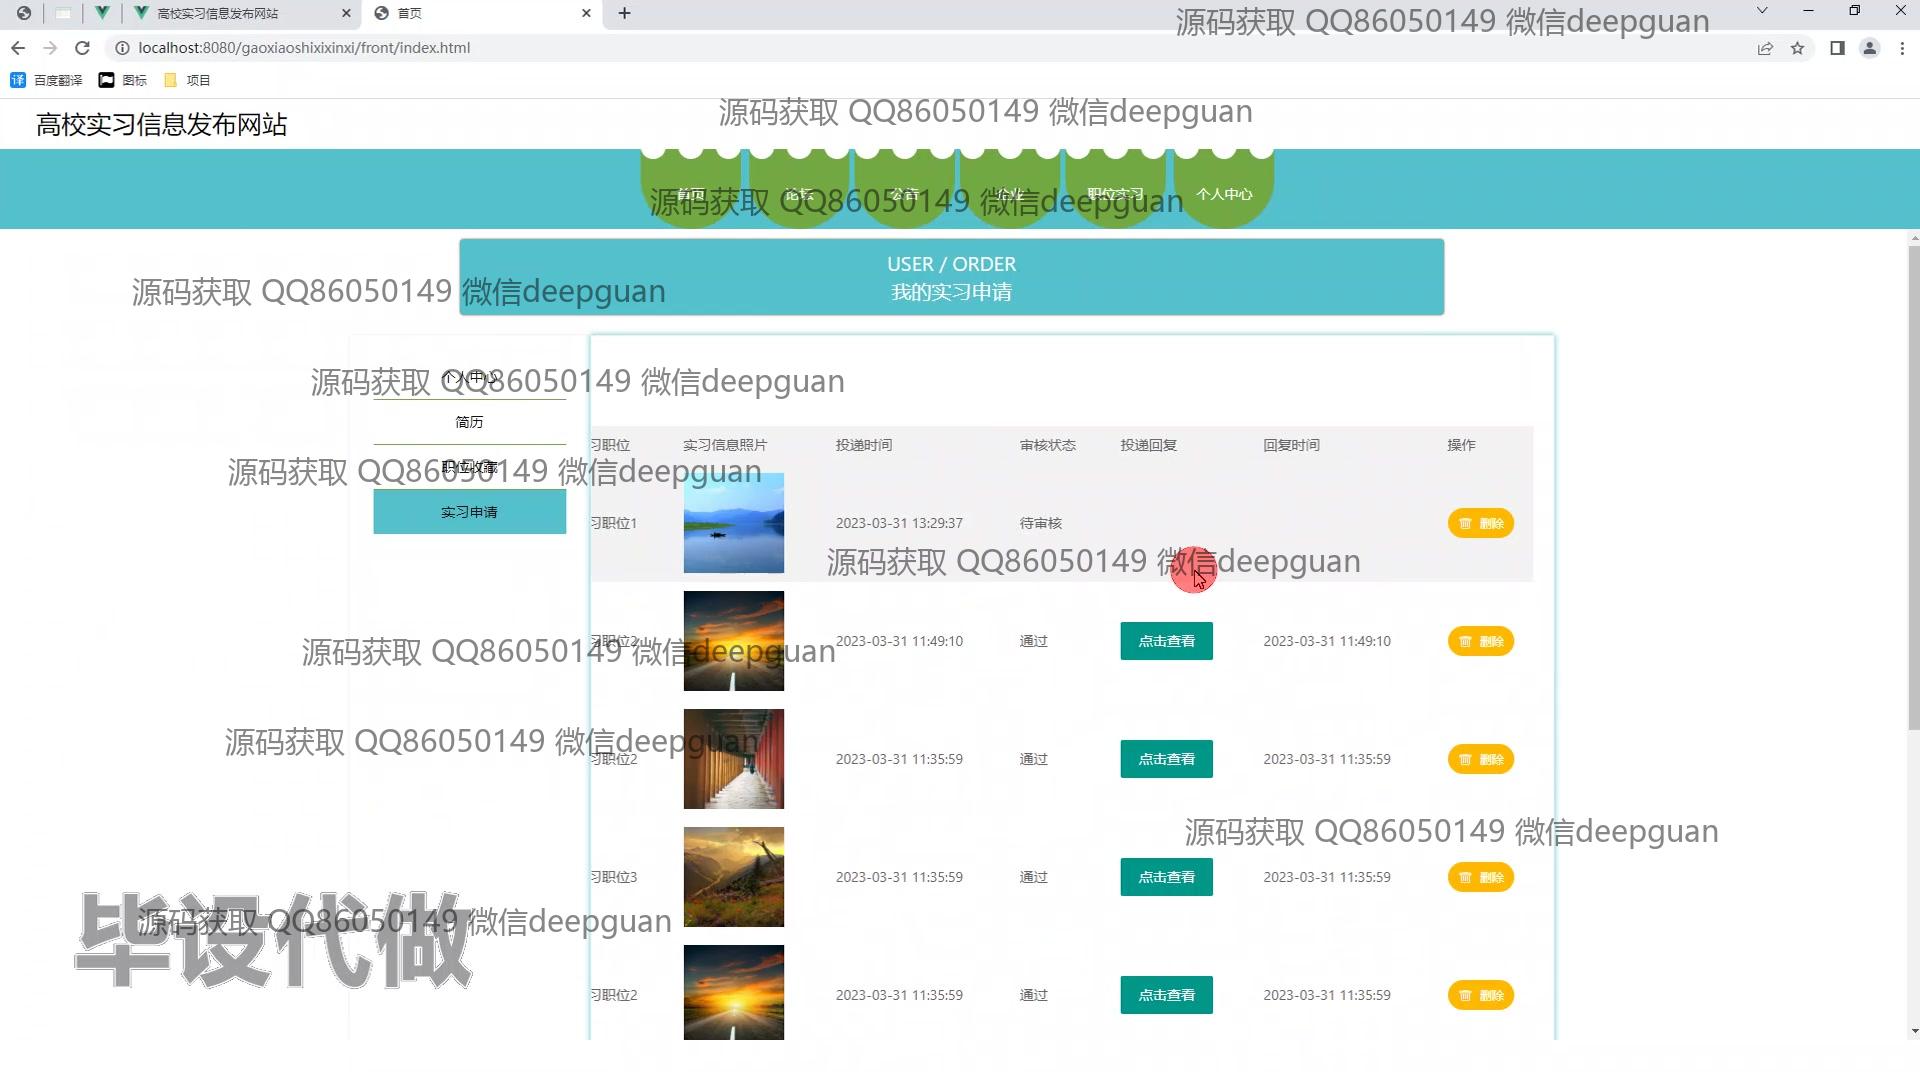 高校实习信息发布网站
首页
源码获取 QQ86050149 微信deepguan
localhost:8080/gaoxiaoshixixinxi/front/index.html
百度翻译
图标
项目
高校实习信息发布网站
源码获取 QQ86050149 微信deepguan
首页
论坛
公告
企业
职位实习
个人中心
源码获取 QQ86050149 微信deepguan
USER / ORDER
我的实习申请
源码获取 QQ86050149 微信deepguan
个人中心
源码获取 QQ86050149 微信deepguan
简历
职位收藏
源码获取 QQ86050149 微信deepguan
实习申请
习职位 实习信息照片 投递时间 审核状态 投递回复 回复时间 操作
习职位1 2023-03-31 13:29:37 待审核 删除
源码获取 QQ86050149 微信deepguan
习职位2 2023-03-31 11:49:10 通过 点击查看 2023-03-31 11:49:10 删除
源码获取 QQ86050149 微信deepguan
习职位2 2023-03-31 11:35:59 通过 点击查看 2023-03-31 11:35:59 删除
源码获取 QQ86050149 微信deepguan
源码获取 QQ86050149 微信deepguan
习职位3 2023-03-31 11:35:59 通过 点击查看 2023-03-31 11:35:59 删除
源码获取 QQ86050149 微信deepguan
毕设代做
习职位2 2023-03-31 11:35:59 通过 点击查看 2023-03-31 11:35:59 删除